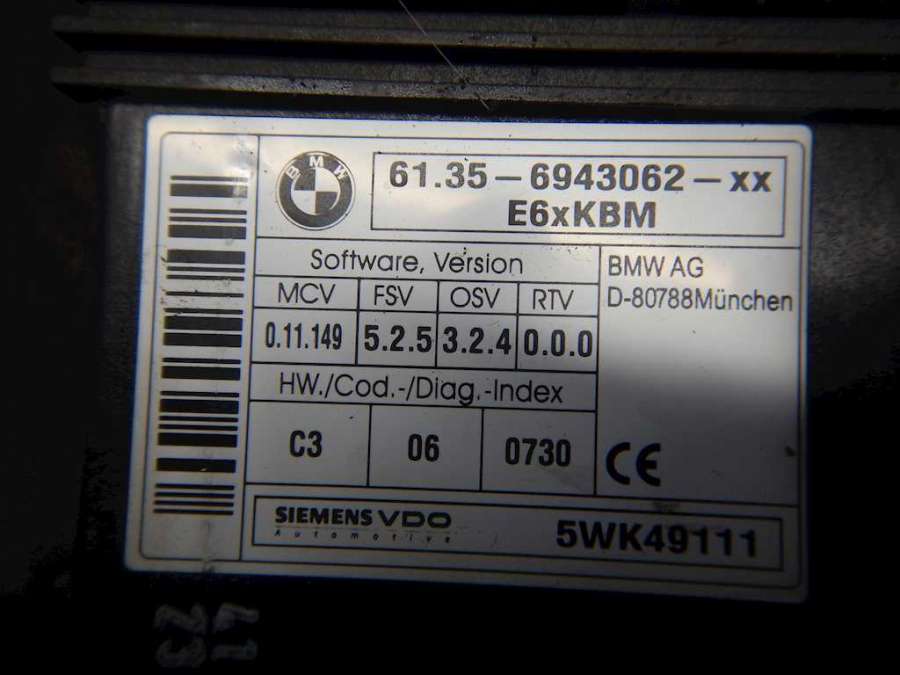 BMW
61.35-6943062-xx
E6xKBM
Software, Version
MCV FSV OSV RTV
0.11.149 5.2.5 3.2.4 0.0.0
HW./Cod.-/Diag.-Index
C3 06 0730
BMW AG
D-80788München
CE
SIEMENS VDO
Automotive
5WK49111